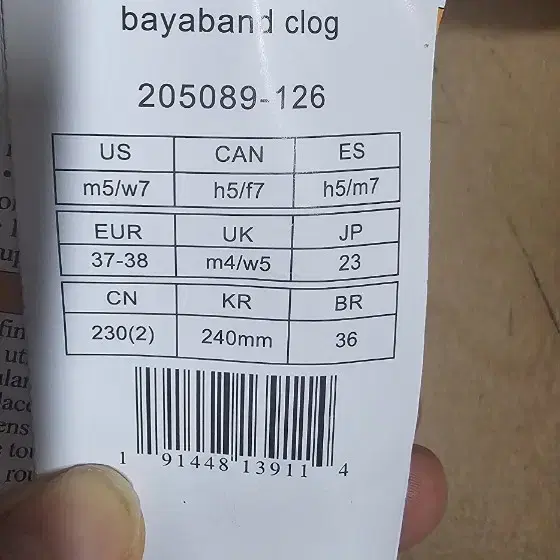 bayaband clog
205089-126
US CAN ES
m5/w7 h5/f7 h5/m7
EUR UK JP
37-38 m4/w5 23
CN KR BR
230(2) 240mm 36
1 91448 13911 4